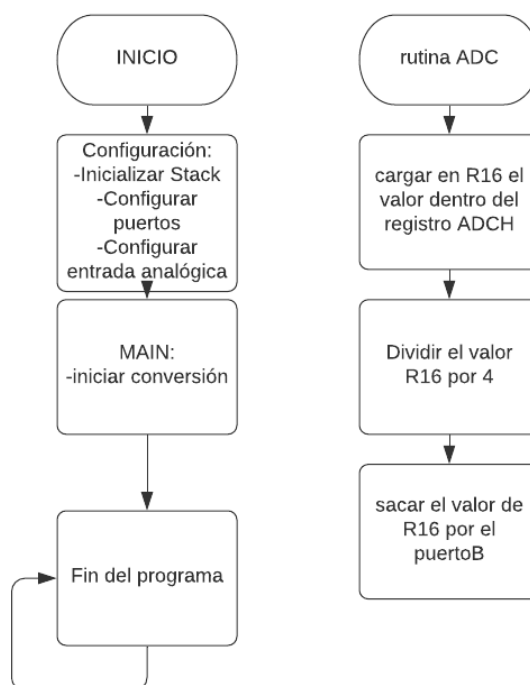 INICIO
Configuración:
-Inicializar Stack
-Configurar
puertos
-Configurar
entrada analógica
MAIN:
-iniciar conversión
Fin del programa
rutina ADC
cargar en R16 el
valor dentro del
registro ADCH
Dividir el valor
R16 por 4
sacar el valor de
R16 por el
puertoB